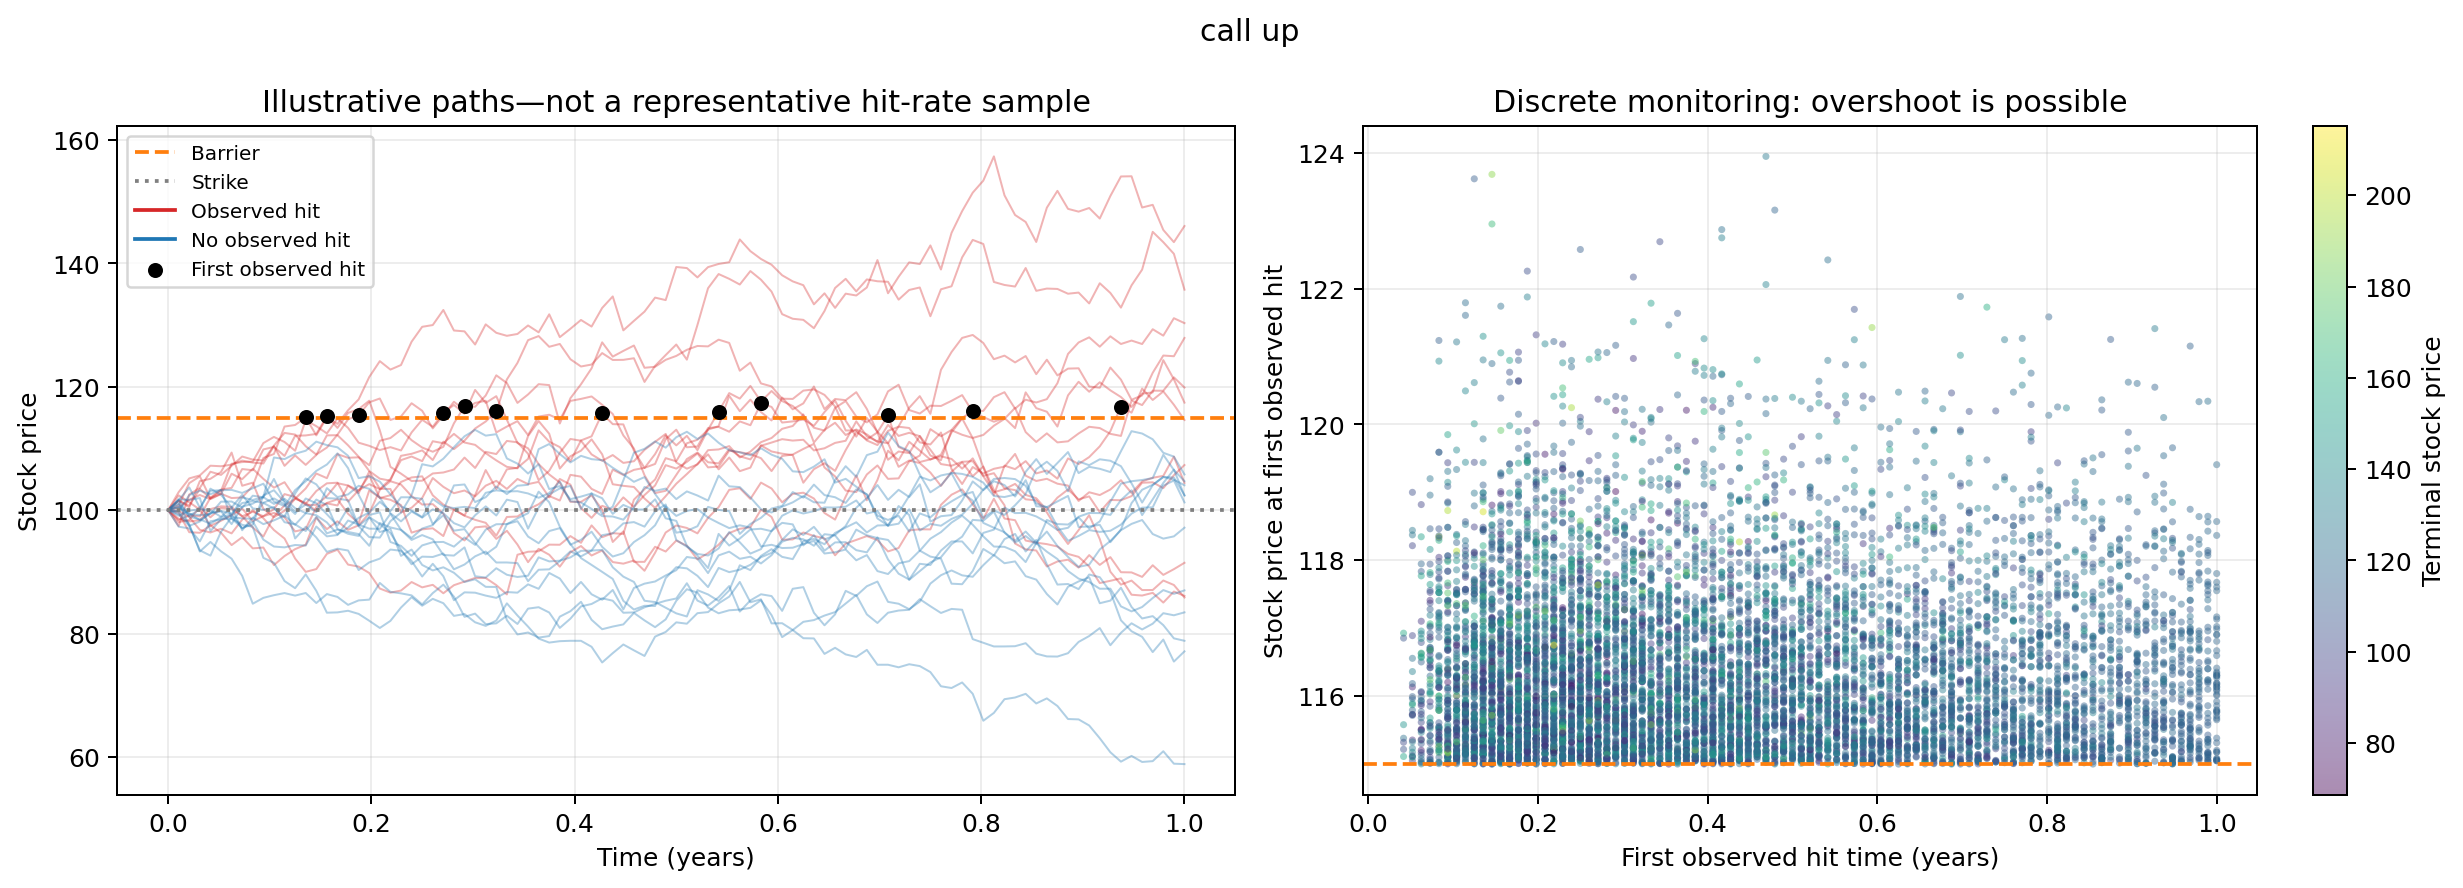 call up
Illustrative paths—not a representative hit-rate sample
160
140
120
100
80
60
Stock price
Barrier
Strike
Observed hit
No observed hit
First observed hit
0.0 0.2 0.4 0.6 0.8 1.0
Time (years)
Discrete monitoring: overshoot is possible
124
122
120
118
116
Stock price at first observed hit
0.0 0.2 0.4 0.6 0.8 1.0
First observed hit time (years)
200
180
160
140
120
100
80
Terminal stock price